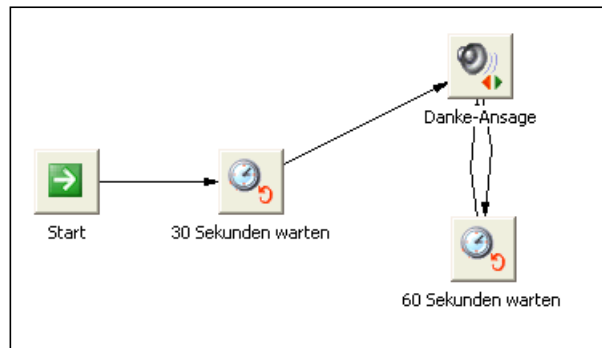 Danke-Ansage
Start
30 Sekunden warten
60 Sekunden warten